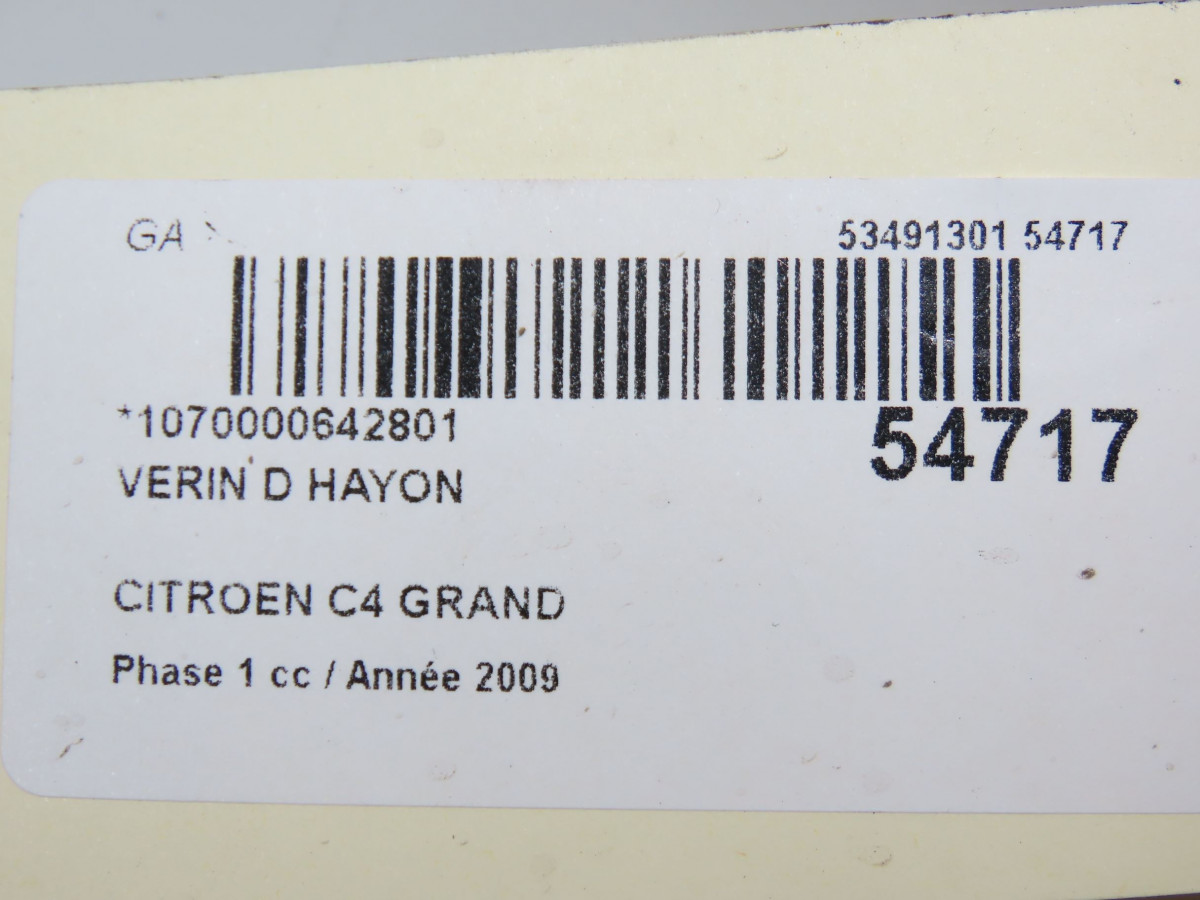 GA
53491301 54717
*1070000642801
54717
VERIN D HAYON
CITROEN C4 GRAND
Phase 1 cc / Année 2009